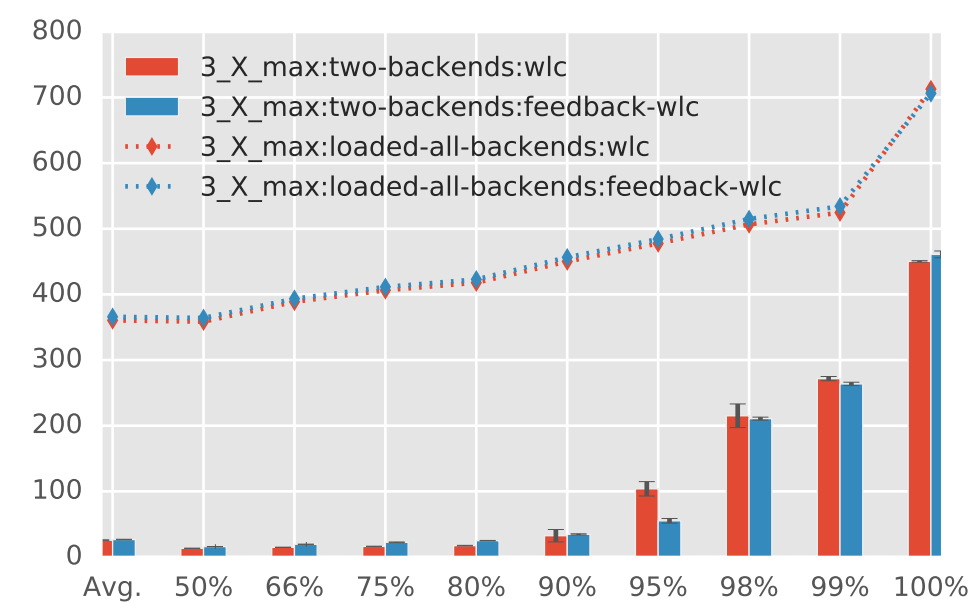 800
700
600
500
400
300
200
100
0
3_X_max:two-backends:wlc
3_X_max:two-backends:feedback-wlc
3_X_max:loaded-all-backends:wlc
3_X_max:loaded-all-backends:feedback-wlc
Avg. 50% 66% 75% 80% 90% 95% 98% 99% 100%